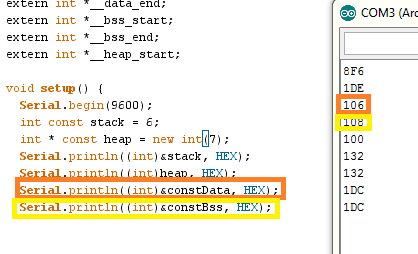 extern int *__data_end;
extern int *__bss_start;
extern int *__bss_end;
extern int *__heap_start;
void setup() {
Serial.begin(9600);
int const stack = 6;
int * const heap = new int(7);
Serial.println((int)&stack, HEX);
Serial.println((int)heap, HEX);
Serial.println((int)&constData, HEX);
Serial.println((int)&constBss, HEX);
COM3 (Ar
8F6
1DE
106
108
100
132
132
1DC
1DC